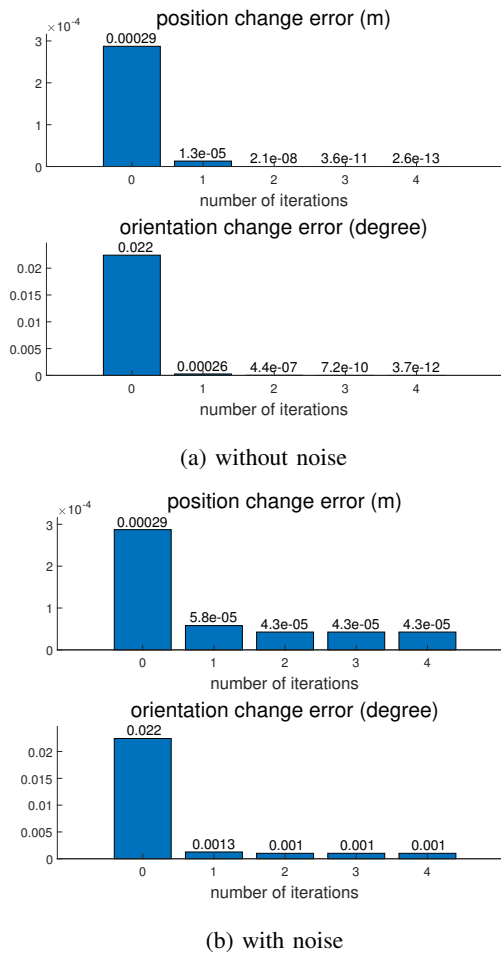 position change error (m)
×10⁻⁴
3
2
1
0
0.00029
1.3e-05
2.1e-08
3.6e-11
2.6e-13
0 1 2 3 4
number of iterations
orientation change error (degree)
0.02
0.015
0.01
0.005
0
0.022
0.00026
4.4e-07
7.2e-10
3.7e-12
0 1 2 3 4
number of iterations
(a) without noise
position change error (m)
×10⁻⁴
3
2
1
0
0.00029
5.8e-05
4.3e-05
4.3e-05
4.3e-05
0 1 2 3 4
number of iterations
orientation change error (degree)
0.02
0.015
0.01
0.005
0
0.022
0.0013
0.001
0.001
0.001
0 1 2 3 4
number of iterations
(b) with noise